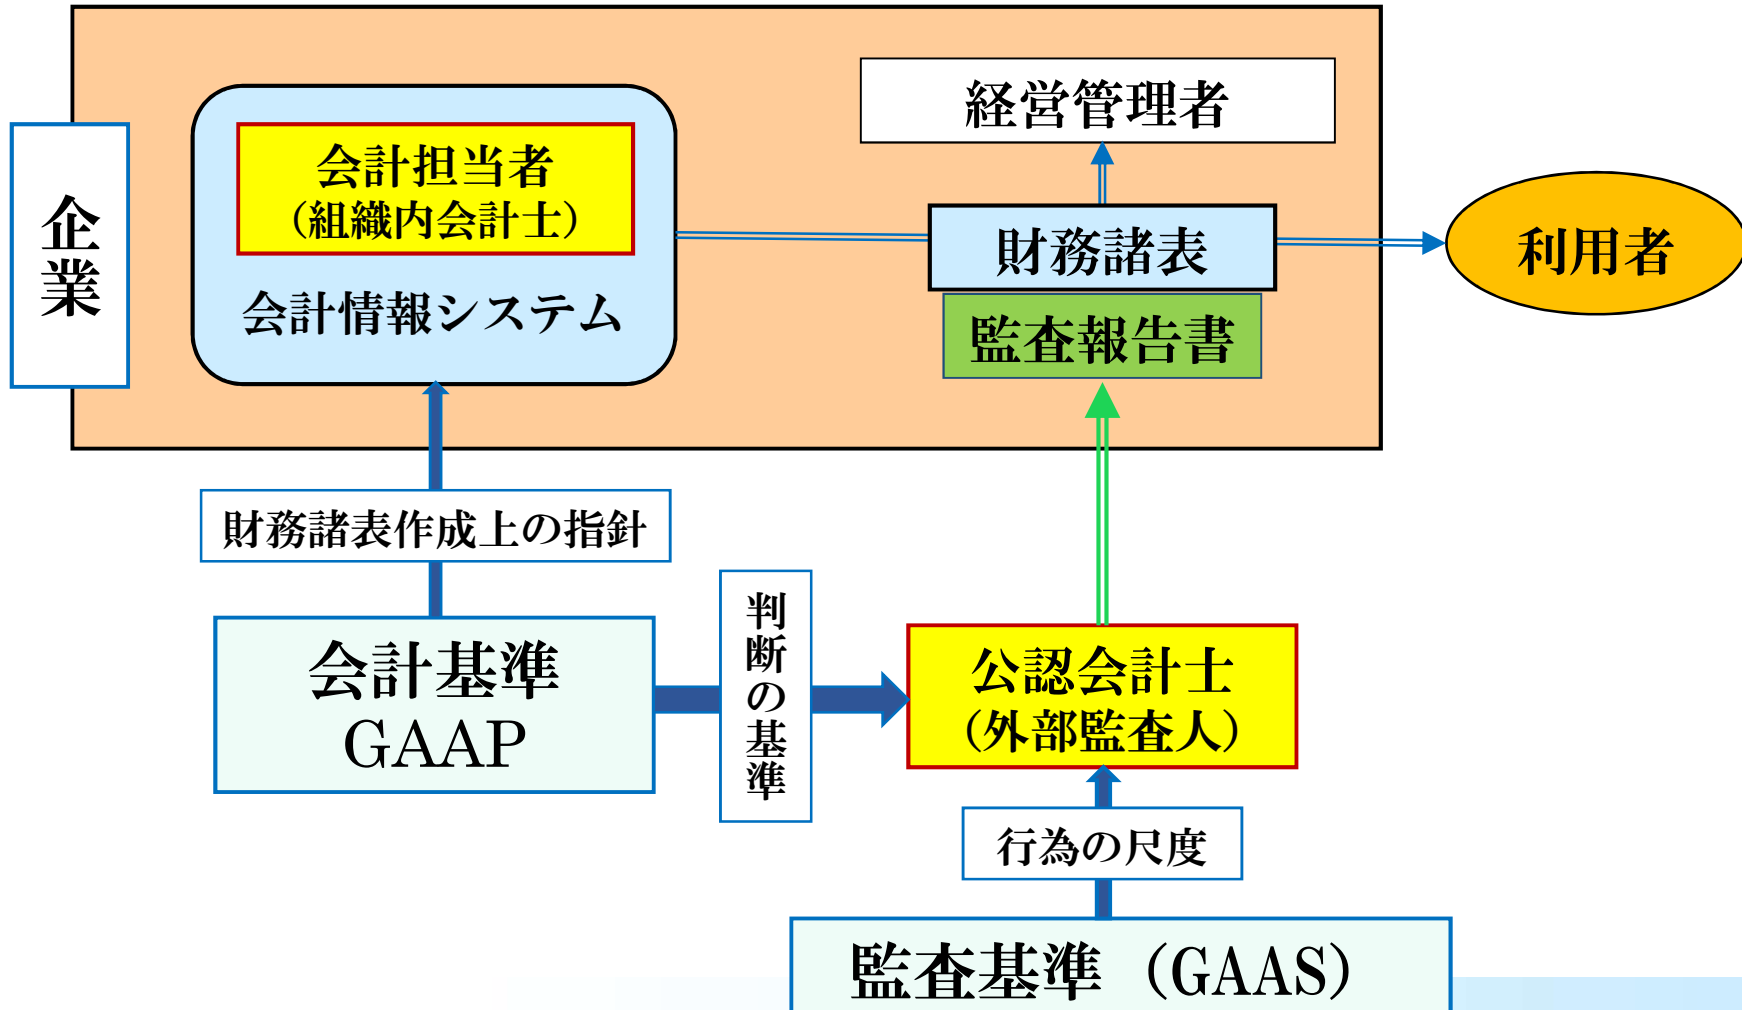 企業
会計担当者
（組織内会計士）
会計情報システム
経営管理者
財務諸表
監査報告書
利用者
財務諸表作成上の指針
会計基準
GAAP
判断の基準
公認会計士
（外部監査人）
行為の尺度
監査基準（GAAS）